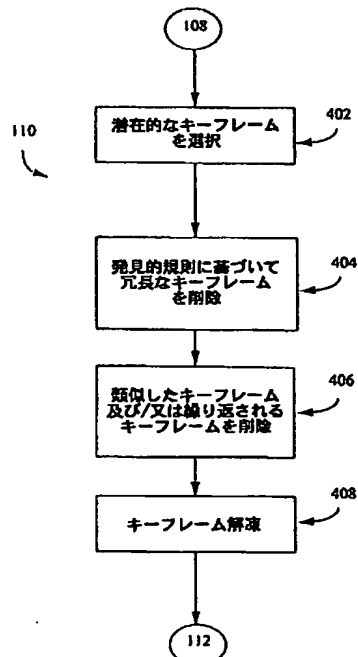 108
110
潜在的なキーフレーム
を選択
402
発見的規則に基づいて
冗長なキーフレーム
を削除
404
類似したキーフレーム
及び/又は繰り返される
キーフレームを削除
406
キーフレーム解凍
408
112